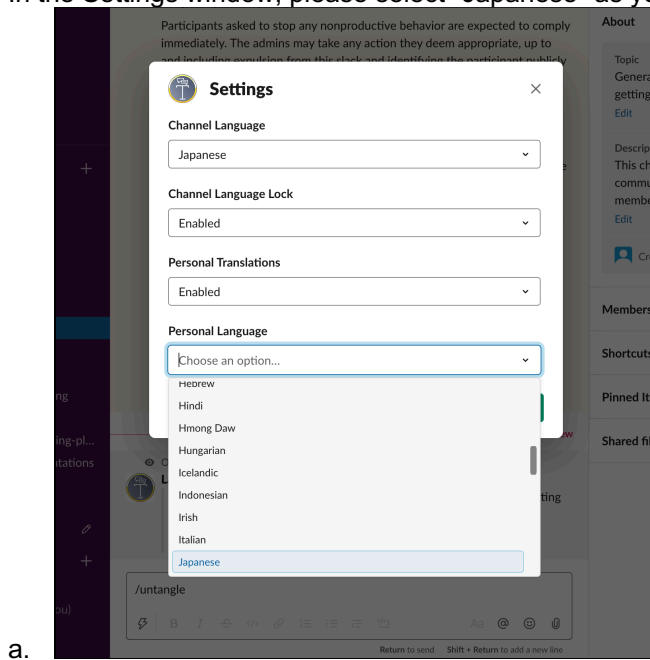 In the Settings window, please select "Japanese" as
Participants asked to stop any nonproductive behavior are expected to comply
immediately. The admins may take any action they deem appropriate, up to
and including expulsion from this slack and identifying the participant publicly
Settings
Channel Language
Japanese
Channel Language Lock
Enabled
Personal Translations
Enabled
Personal Language
Choose an option...
Hebrew
Hindi
Hmong Daw
Hungarian
Icelandic
Indonesian
Irish
Italian
Japanese
ng
ing-pl...
tations
ou)
ting
/untangle
Aa
Return to send Shift + Return to add a new line
About
Topic
Genera
getting
Edit
Descrip
This ch
commu
membe
Edit
Cre
Members
Shortcuts
Pinned It
Shared fil
a.